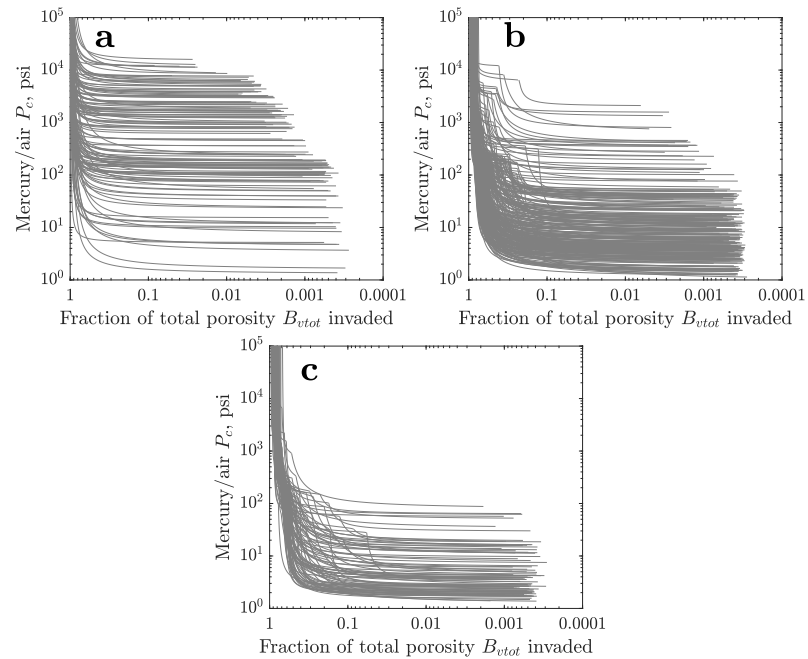 a
10^5
10^4
10^3
10^2
10^1
10^0
Mercury/air P_c, psi
1 0.1 0.01 0.001 0.0001
Fraction of total porosity B_vtot invaded
b
10^5
10^4
10^3
10^2
10^1
10^0
Mercury/air P_c, psi
1 0.1 0.01 0.001 0.0001
Fraction of total porosity B_vtot invaded
c
10^5
10^4
10^3
10^2
10^1
10^0
Mercury/air P_c, psi
1 0.1 0.01 0.001 0.0001
Fraction of total porosity B_vtot invaded